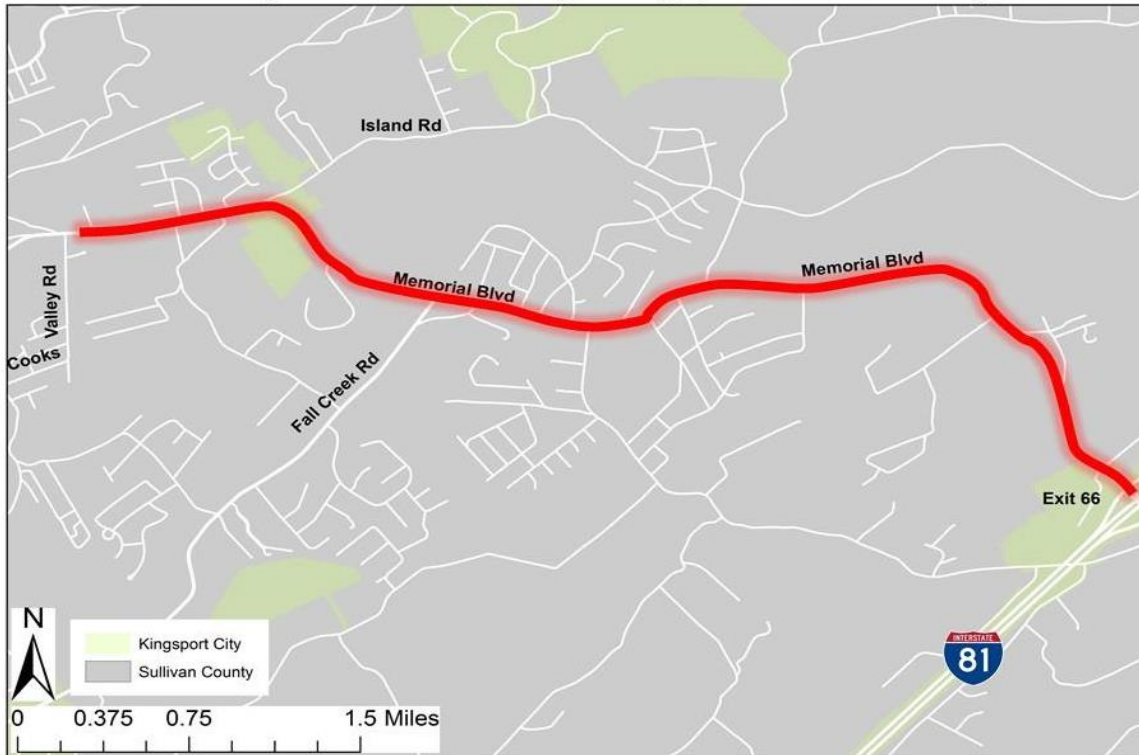 Island Rd
Memorial Blvd
Memorial Blvd
Valley Rd
Cooks
Fall Creek Rd
Exit 66
N
Kingsport City
Sullivan County
INTERSTATE
81
0 0.375 0.75 1.5 Miles